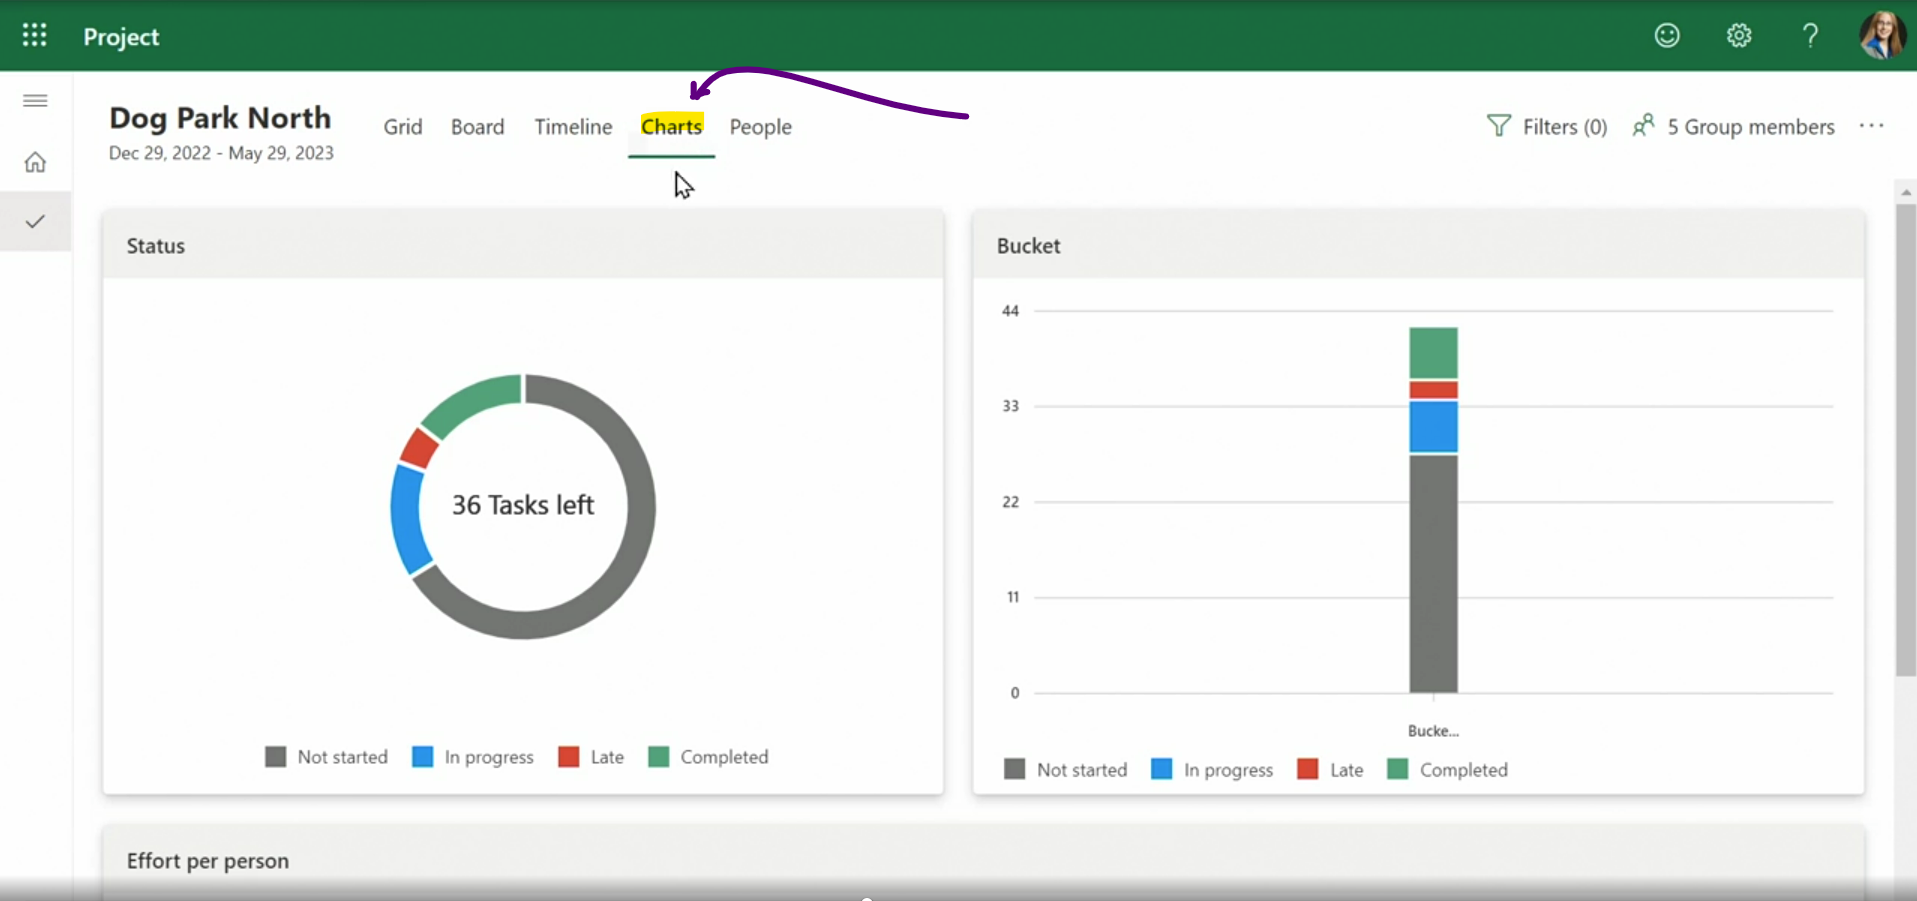 Project
Dog Park North
Dec 29, 2022 - May 29, 2023
Grid Board Timeline Charts People
Filters (0) 5 Group members ...
Status
36 Tasks left
Not started In progress Late Completed
Bucket
44
33
22
11
0
Bucke...
Not started In progress Late Completed
Effort per person